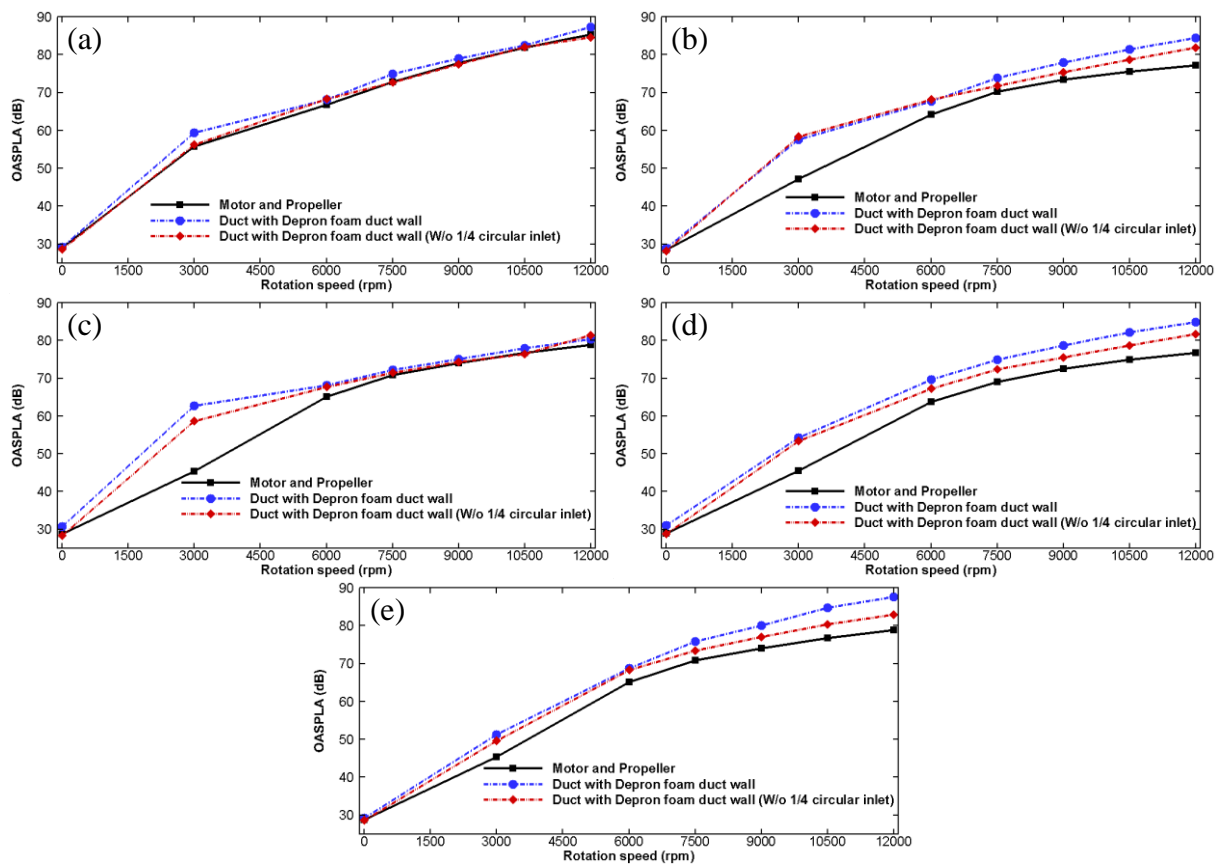 (a)
90
80
70
60
50
40
30
OASPLA (dB)
Motor and Propeller
Duct with Depron foam duct wall
Duct with Depron foam duct wall (W/o 1/4 circular inlet)
0 1500 3000 4500 6000 7500 9000 10500 12000
Rotation speed (rpm)
(b)
90
80
70
60
50
40
30
OASPLA (dB)
Motor and Propeller
Duct with Depron foam duct wall
Duct with Depron foam duct wall (W/o 1/4 circular inlet)
0 1500 3000 4500 6000 7500 9000 10500 12000
Rotation speed (rpm)
(c)
90
80
70
60
50
40
30
OASPLA (dB)
Motor and Propeller
Duct with Depron foam duct wall
Duct with Depron foam duct wall (W/o 1/4 circular inlet)
0 1500 3000 4500 6000 7500 9000 10500 12000
Rotation speed (rpm)
(d)
90
80
70
60
50
40
30
OASPLA (dB)
Motor and Propeller
Duct with Depron foam duct wall
Duct with Depron foam duct wall (W/o 1/4 circular inlet)
0 1500 3000 4500 6000 7500 9000 10500 12000
Rotation speed (rpm)
(e)
90
80
70
60
50
40
30
OASPLA (dB)
Motor and Propeller
Duct with Depron foam duct wall
Duct with Depron foam duct wall (W/o 1/4 circular inlet)
0 1500 3000 4500 6000 7500 9000 10500 12000
Rotation speed (rpm)